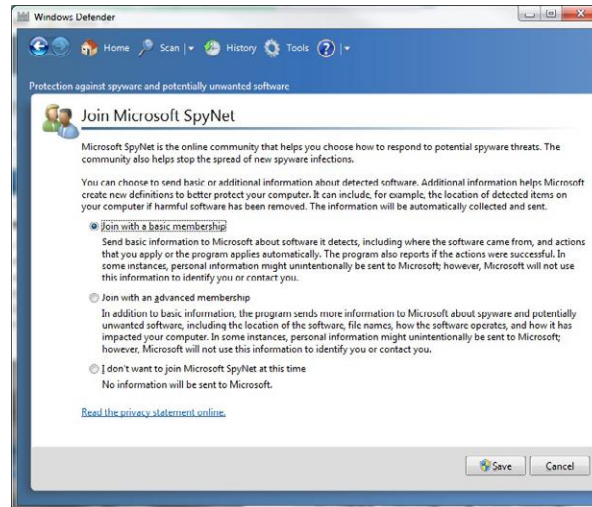 Windows Defender
Home Scan History Tools
Protection against spyware and potentially unwanted software
Join Microsoft SpyNet
Microsoft SpyNet is the online community that helps you choose how to respond to potential spyware threats. The
community also helps stop the spread of new spyware infections.
You can choose to send basic or additional information about detected software. Additional information helps Microsoft
create new definitions to better protect your computer. It can include, for example, the location of detected items on
your computer if harmful software has been removed. The information will be automatically collected and sent.
Join with a basic membership
Send basic information to Microsoft about software it detects, including where the software came from, and actions
that you apply or the program applies automatically. The program also reports if the actions were successful. In
some instances, personal information might unintentionally be sent to Microsoft; however, Microsoft will not use
this information to identify you or contact you.
Join with an advanced membership
In addition to basic information, the program sends more information to Microsoft about spyware and potentially
unwanted software, including the location of the software, file names, how the software operates, and how it has
impacted your computer. In some instances, personal information might unintentionally be sent to Microsoft;
however, Microsoft will not use this information to identify you or contact you.
I don't want to join Microsoft SpyNet at this time
No information will be sent to Microsoft.
Read the privacy statement online.
Save Cancel